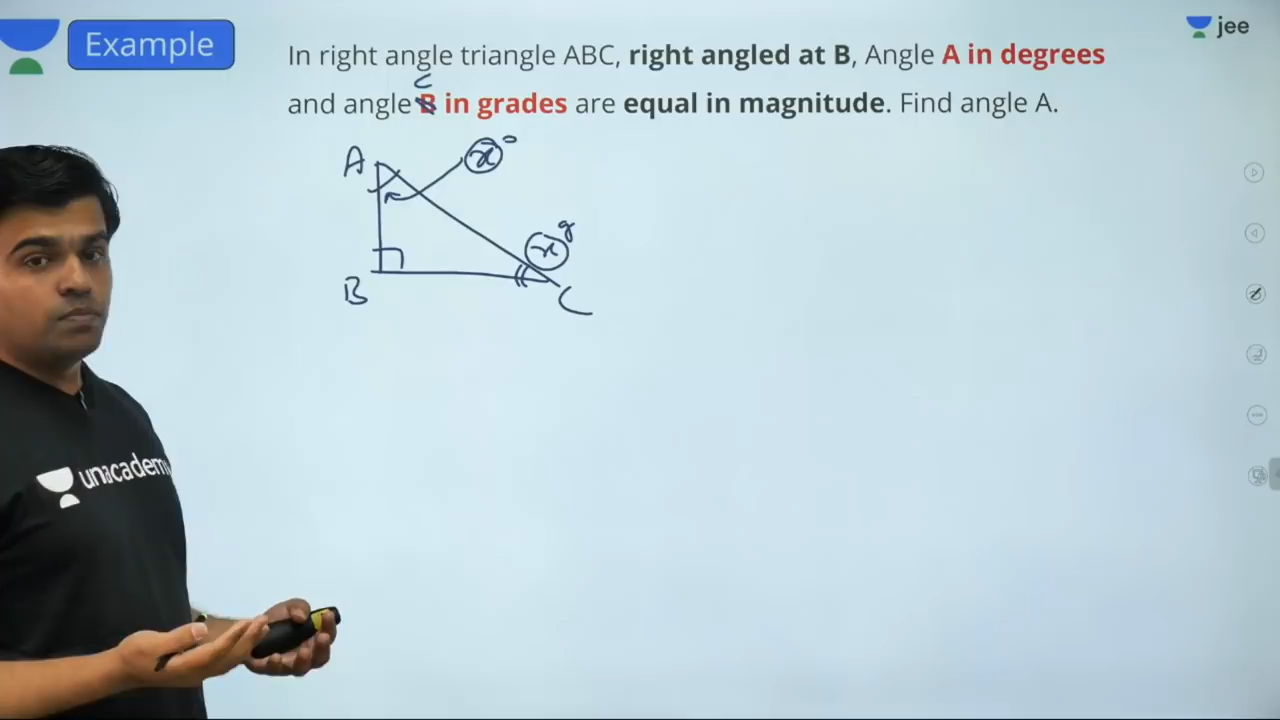 Example
jee
In right angle triangle ABC, right angled at B, Angle A in degrees
C
and angle B in grades are equal in magnitude. Find angle A.
A
x°
x^g
B
C
unacademy